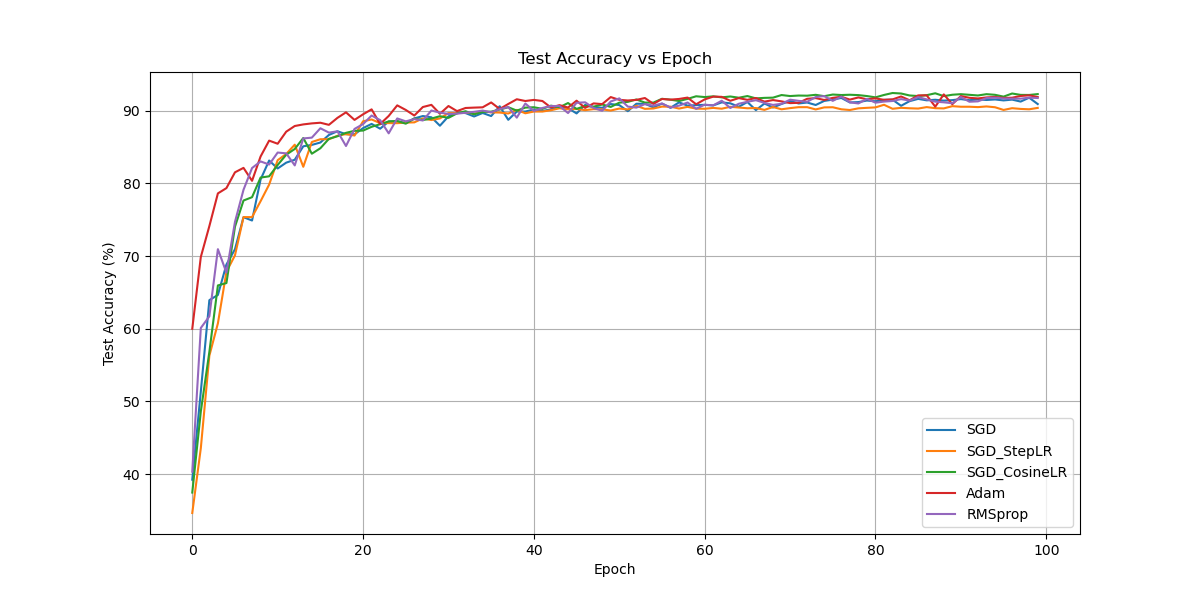 Test Accuracy vs Epoch
Test Accuracy (%)
90
80
70
60
50
40
0
20
40
60
80
100
Epoch
SGD
SGD_StepLR
SGD_CosineLR
Adam
RMSprop